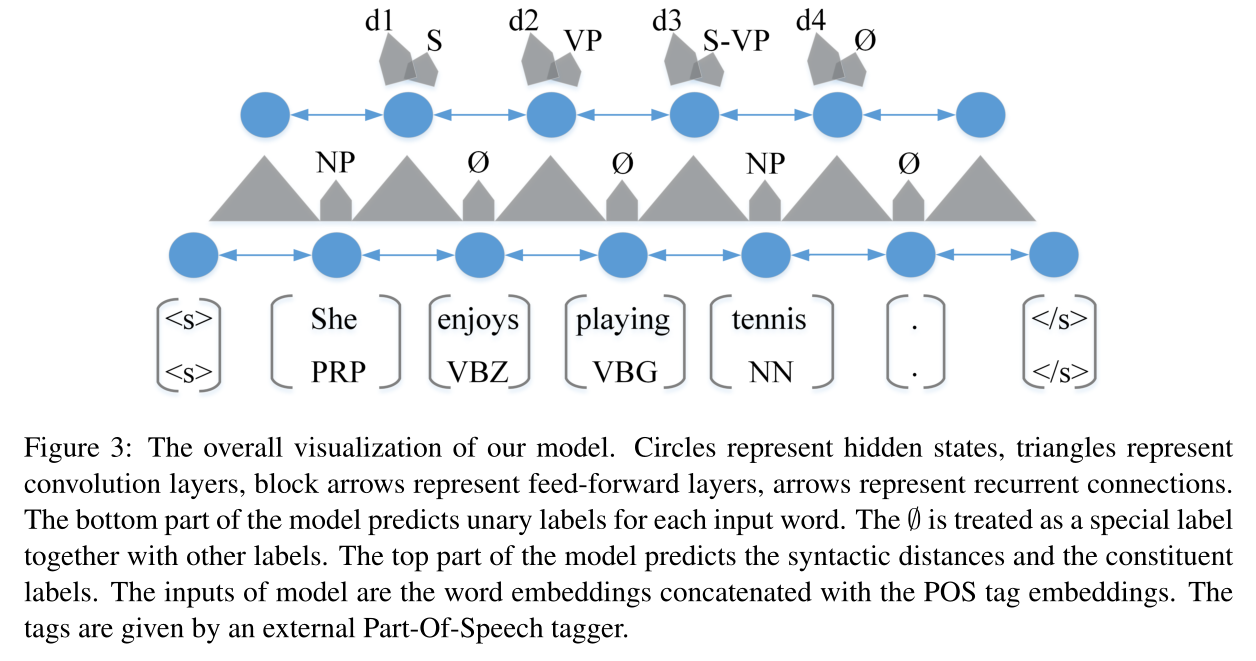 d1 S d2 VP d3 S-VP d4 Ø
NP Ø Ø NP Ø
<s> She enjoys playing tennis . </s>
<s> PRP VBZ VBG NN . </s>
Figure 3: The overall visualization of our model. Circles represent hidden states, triangles represent
convolution layers, block arrows represent feed-forward layers, arrows represent recurrent connections.
The bottom part of the model predicts unary labels for each input word. The ∅ is treated as a special label
together with other labels. The top part of the model predicts the syntactic distances and the constituent
labels. The inputs of model are the word embeddings concatenated with the POS tag embeddings. The
tags are given by an external Part-Of-Speech tagger.